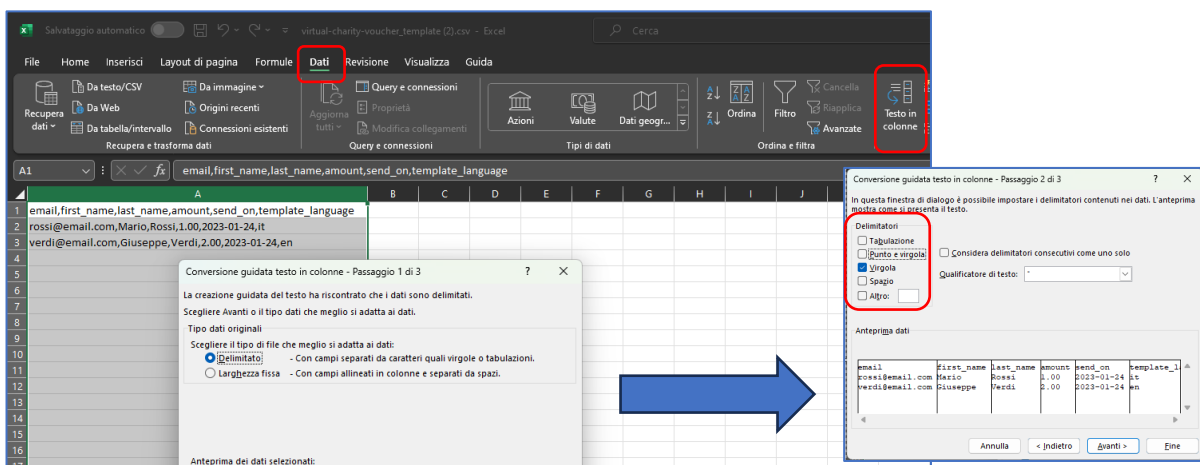 Salvataggio automatico
virtual-charity-voucher_template (2).csv - Excel
Cerca
File Home Inserisci Layout di pagina Formule Dati Revisione Visualizza Guida
Recupera dati
Da testo/CSV
Da Web
Da tabella/intervallo
Da immagine
Origini recenti
Connessioni esistenti
Recupera e trasforma dati
Aggiorna tutti
Query e connessioni
Proprietà
Modifica collegamenti
Query e connessioni
Azioni
Valute
Dati geogr...
Tipi di dati
Ordina
Filtro
Cancella
Riapplica
Avanzate
Ordina e filtra
Testo in colonne
A1
fx
email,first_name,last_name,amount,send_on,template_language
A B C D E F G H I J
1 email,first_name,last_name,amount,send_on,template_language
2 rossi@email.com,Mario,Rossi,1.00,2023-01-24,it
3 verdi@email.com,Giuseppe,Verdi,2.00,2023-01-24,en
4
5
6
7
8
9
10
11
12
13
14
15
16
17
Conversione guidata testo in colonne - Passaggio 1 di 3 ?
La creazione guidata del testo ha riscontrato che i dati sono delimitati.
Scegliere Avanti o il tipo dati che meglio si adatta ai dati.
Tipo dati originali
Scegliere il tipo di file che meglio si adatta ai dati:
Delimitato - Con campi separati da caratteri quali virgole o tabulazioni.
Larghezza fissa - Con campi allineati in colonne e separati da spazi.
Anteprima dei dati selezionati:
Conversione guidata testo in colonne - Passaggio 2 di 3 ?
In questa finestra di dialogo è possibile impostare i delimitatori contenuti nei dati. L'anteprima
mostra come si presenta il testo.
Delimitatori
Tabulazione
Punto e virgola
Virgola
Spazio
Altro:
Considera delimitatori consecutivi come uno solo
Qualificatore di testo: "
Anteprima dati
email first_name last_name amount send_on template_l
rossi@email.com Mario Rossi 1.00 2023-01-24 it
verdi@email.com Giuseppe Verdi 2.00 2023-01-24 en
Annulla < Indietro Avanti > Fine